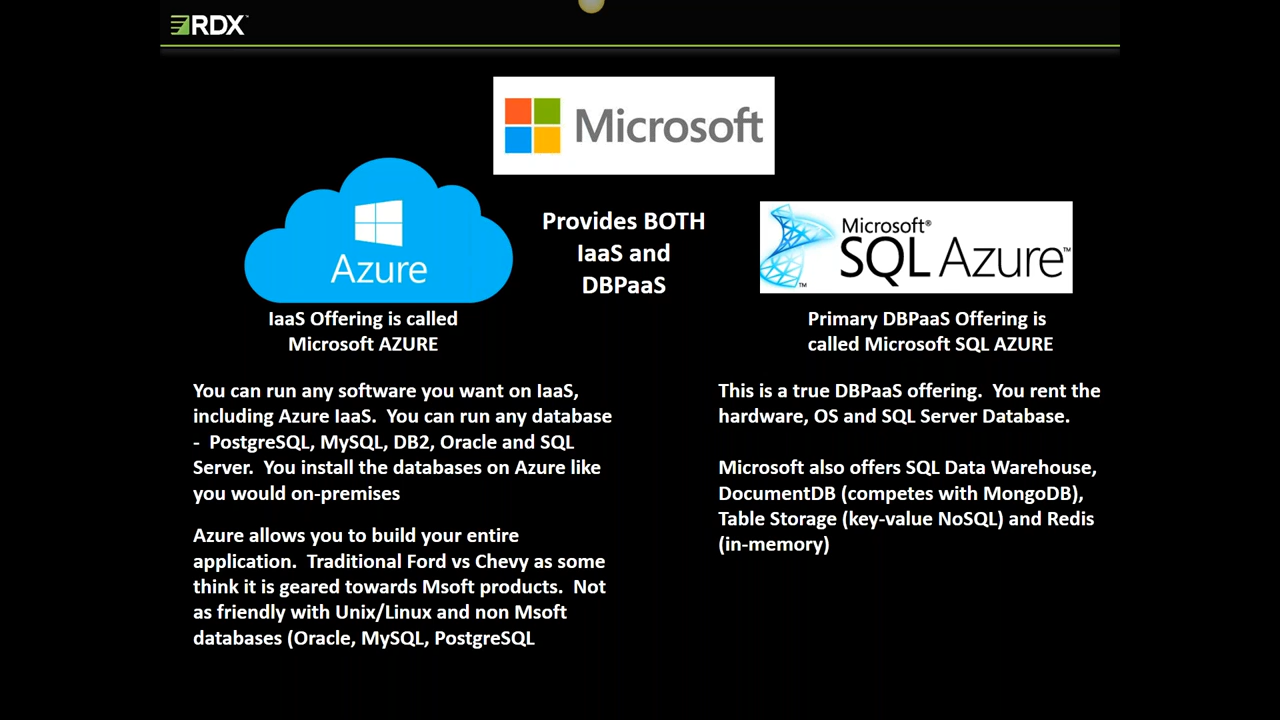 RDX
Microsoft
Azure
Provides BOTH
IaaS and
DBPaaS
Microsoft®
SQL Azure™
TM
IaaS Offering is called
Microsoft AZURE
Primary DBPaaS Offering is
called Microsoft SQL AZURE
You can run any software you want on IaaS,
including Azure IaaS.  You can run any database
-  PostgreSQL, MySQL, DB2, Oracle and SQL
Server.  You install the databases on Azure like
you would on-premises
Azure allows you to build your entire
application.  Traditional Ford vs Chevy as some
think it is geared towards Msoft products.  Not
as friendly with Unix/Linux and non Msoft
databases (Oracle, MySQL, PostgreSQL
This is a true DBPaaS offering.  You rent the
hardware, OS and SQL Server Database.
Microsoft also offers SQL Data Warehouse,
DocumentDB (competes with MongoDB),
Table Storage (key-value NoSQL) and Redis
(in-memory)